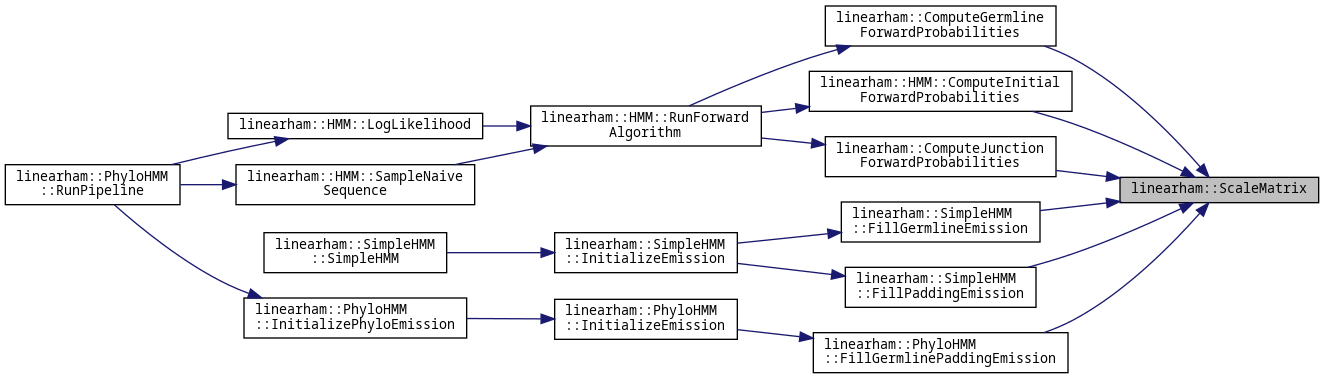 linearham::ComputeGermline
ForwardProbabilities
linearham::HMM::ComputeInitial
ForwardProbabilities
linearham::HMM::RunForward
Algorithm
linearham::HMM::LogLikelihood
linearham::ComputeJunction
ForwardProbabilities
linearham::PhyloHMM
::RunPipeline
linearham::HMM::SampleNaive
Sequence
linearham::ScaleMatrix
linearham::SimpleHMM
::FillGermlineEmission
linearham::SimpleHMM
::SimpleHMM
linearham::SimpleHMM
::InitializeEmission
linearham::SimpleHMM
::FillPaddingEmission
linearham::PhyloHMM
::InitializePhyloEmission
linearham::PhyloHMM
::InitializeEmission
linearham::PhyloHMM
::FillGermlinePaddingEmission